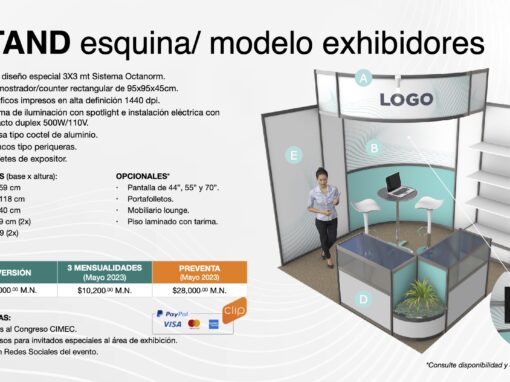 TAND esquina/ modelo exhibidores
diseño especial 3X3 mt Sistema Octanorm.
mostrador/counter rectangular de 95x95x45cm.
ficos impresos en alta definición 1440 dpi.
ma de iluminación con spotlight e instalación eléctrica con
acto duplex 500W/110V.
sa tipo coctel de aluminio.
ncos tipo periqueras.
etes de expositor.
S (base x altura):
59 cm
118 cm
40 cm
9 cm (2x)
9 (2x)
OPCIONALES*
· Pantalla de 44", 55" y 70".
· Portafolletos.
· Mobiliario lounge.
· Piso laminado con tarima.
VERSIÓN
3 MENSUALIDADES
(Mayo 2023)
PREVENTA
(Mayo 2023)
000.00 M.N.
$10,200.00 M.N.
$28,000.00 M.N.
AS:
s al Congreso CIMEC.
sos para invitados especiales al área de exhibición.
n Redes Sociales del evento.
PayPal
clip
VISA
A
LOGO
B
E
D
*Consulte disponibilidad y